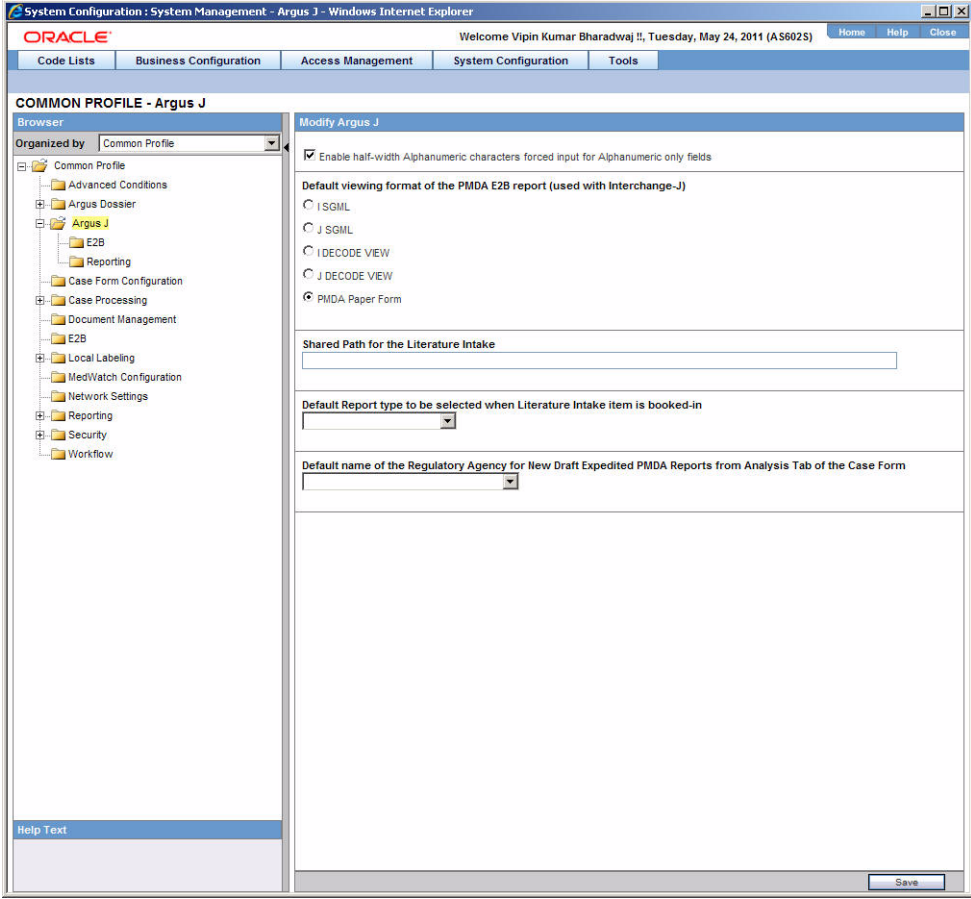 System Configuration : System Management - Argus J - Windows Internet Explorer
ORACLE
Welcome Vipin Kumar Bharadwaj !!, Tuesday, May 24, 2011 (AS602S)
Home Help Close
Code Lists Business Configuration Access Management System Configuration Tools
COMMON PROFILE - Argus J
Browser
Organized by Common Profile
Common Profile
Advanced Conditions
Argus Dossier
Argus J
E2B
Reporting
Case Form Configuration
Case Processing
Document Management
E2B
Local Labeling
MedWatch Configuration
Network Settings
Reporting
Security
Workflow
Help Text
Modify Argus J
Enable half-width Alphanumeric characters forced input for Alphanumeric only fields
Default viewing format of the PMDA E2B report (used with Interchange-J)
I SGML
J SGML
I DECODE VIEW
J DECODE VIEW
PMDA Paper Form
Shared Path for the Literature Intake
Default Report type to be selected when Literature Intake item is booked-in
Default name of the Regulatory Agency for New Draft Expedited PMDA Reports from Analysis Tab of the Case Form
Save